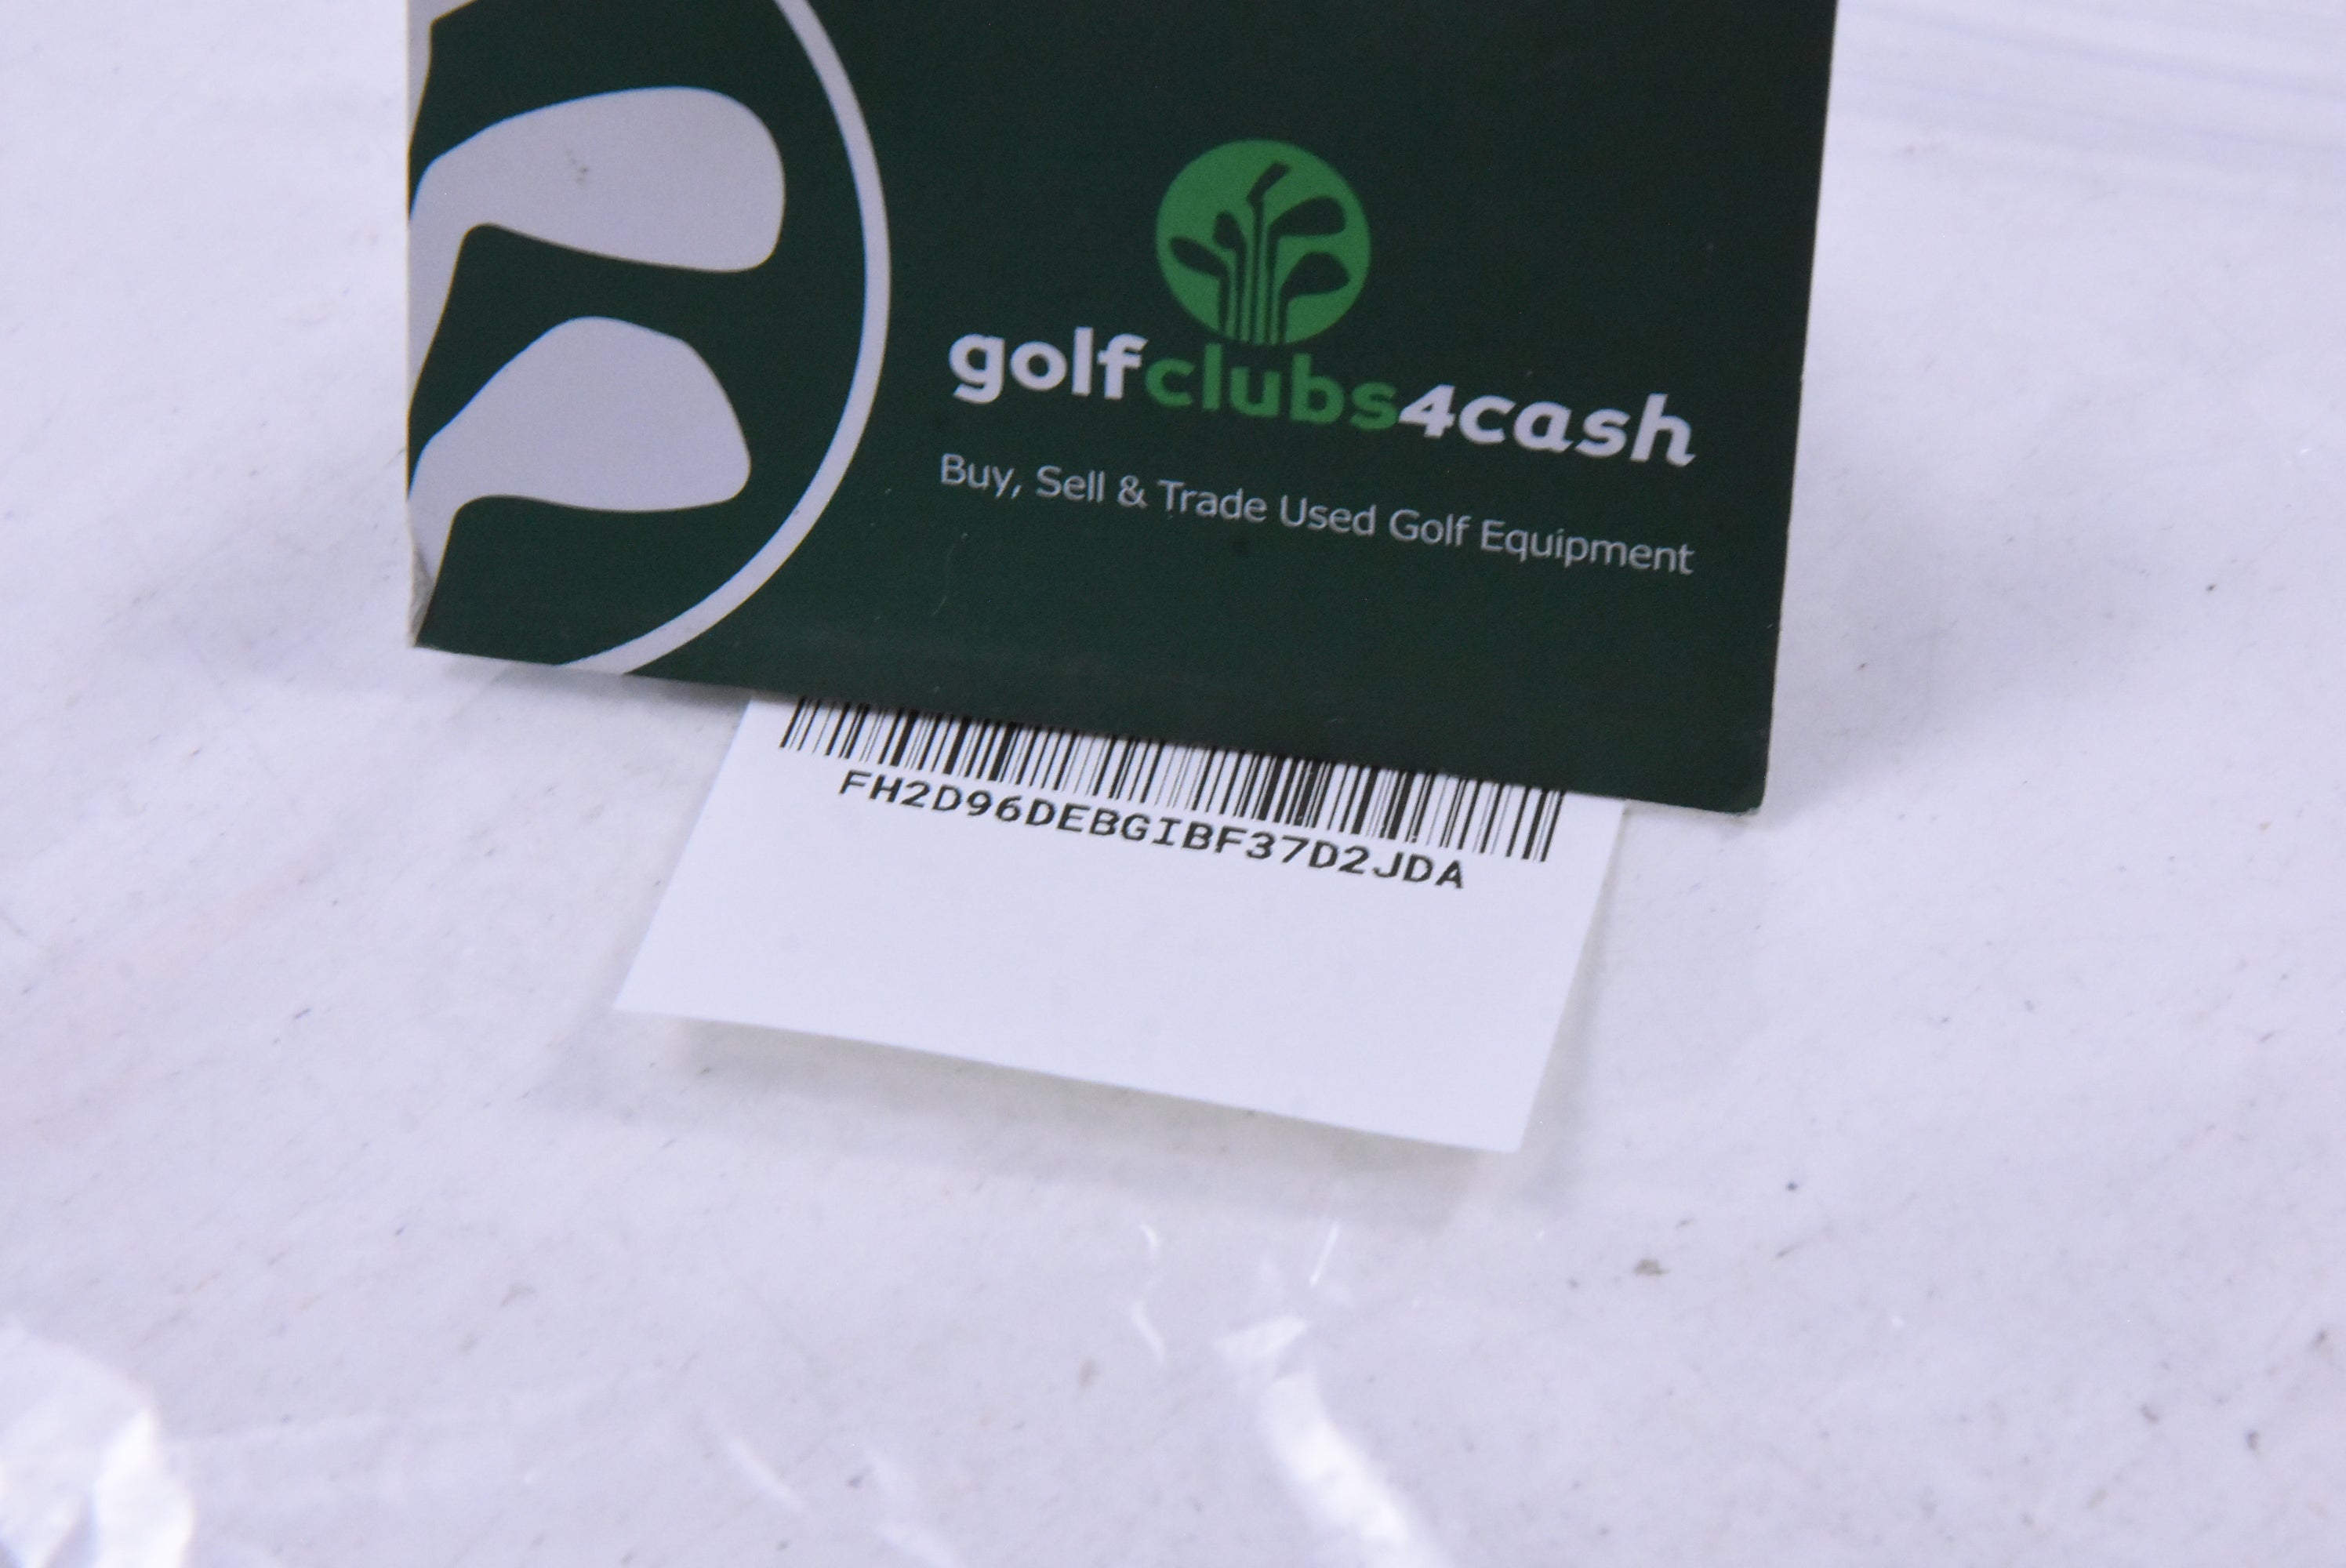 golfclubs4cash
Buy, Sell & Trade Used Golf Equipment
FH2D96DEBGIBF37D2JDA